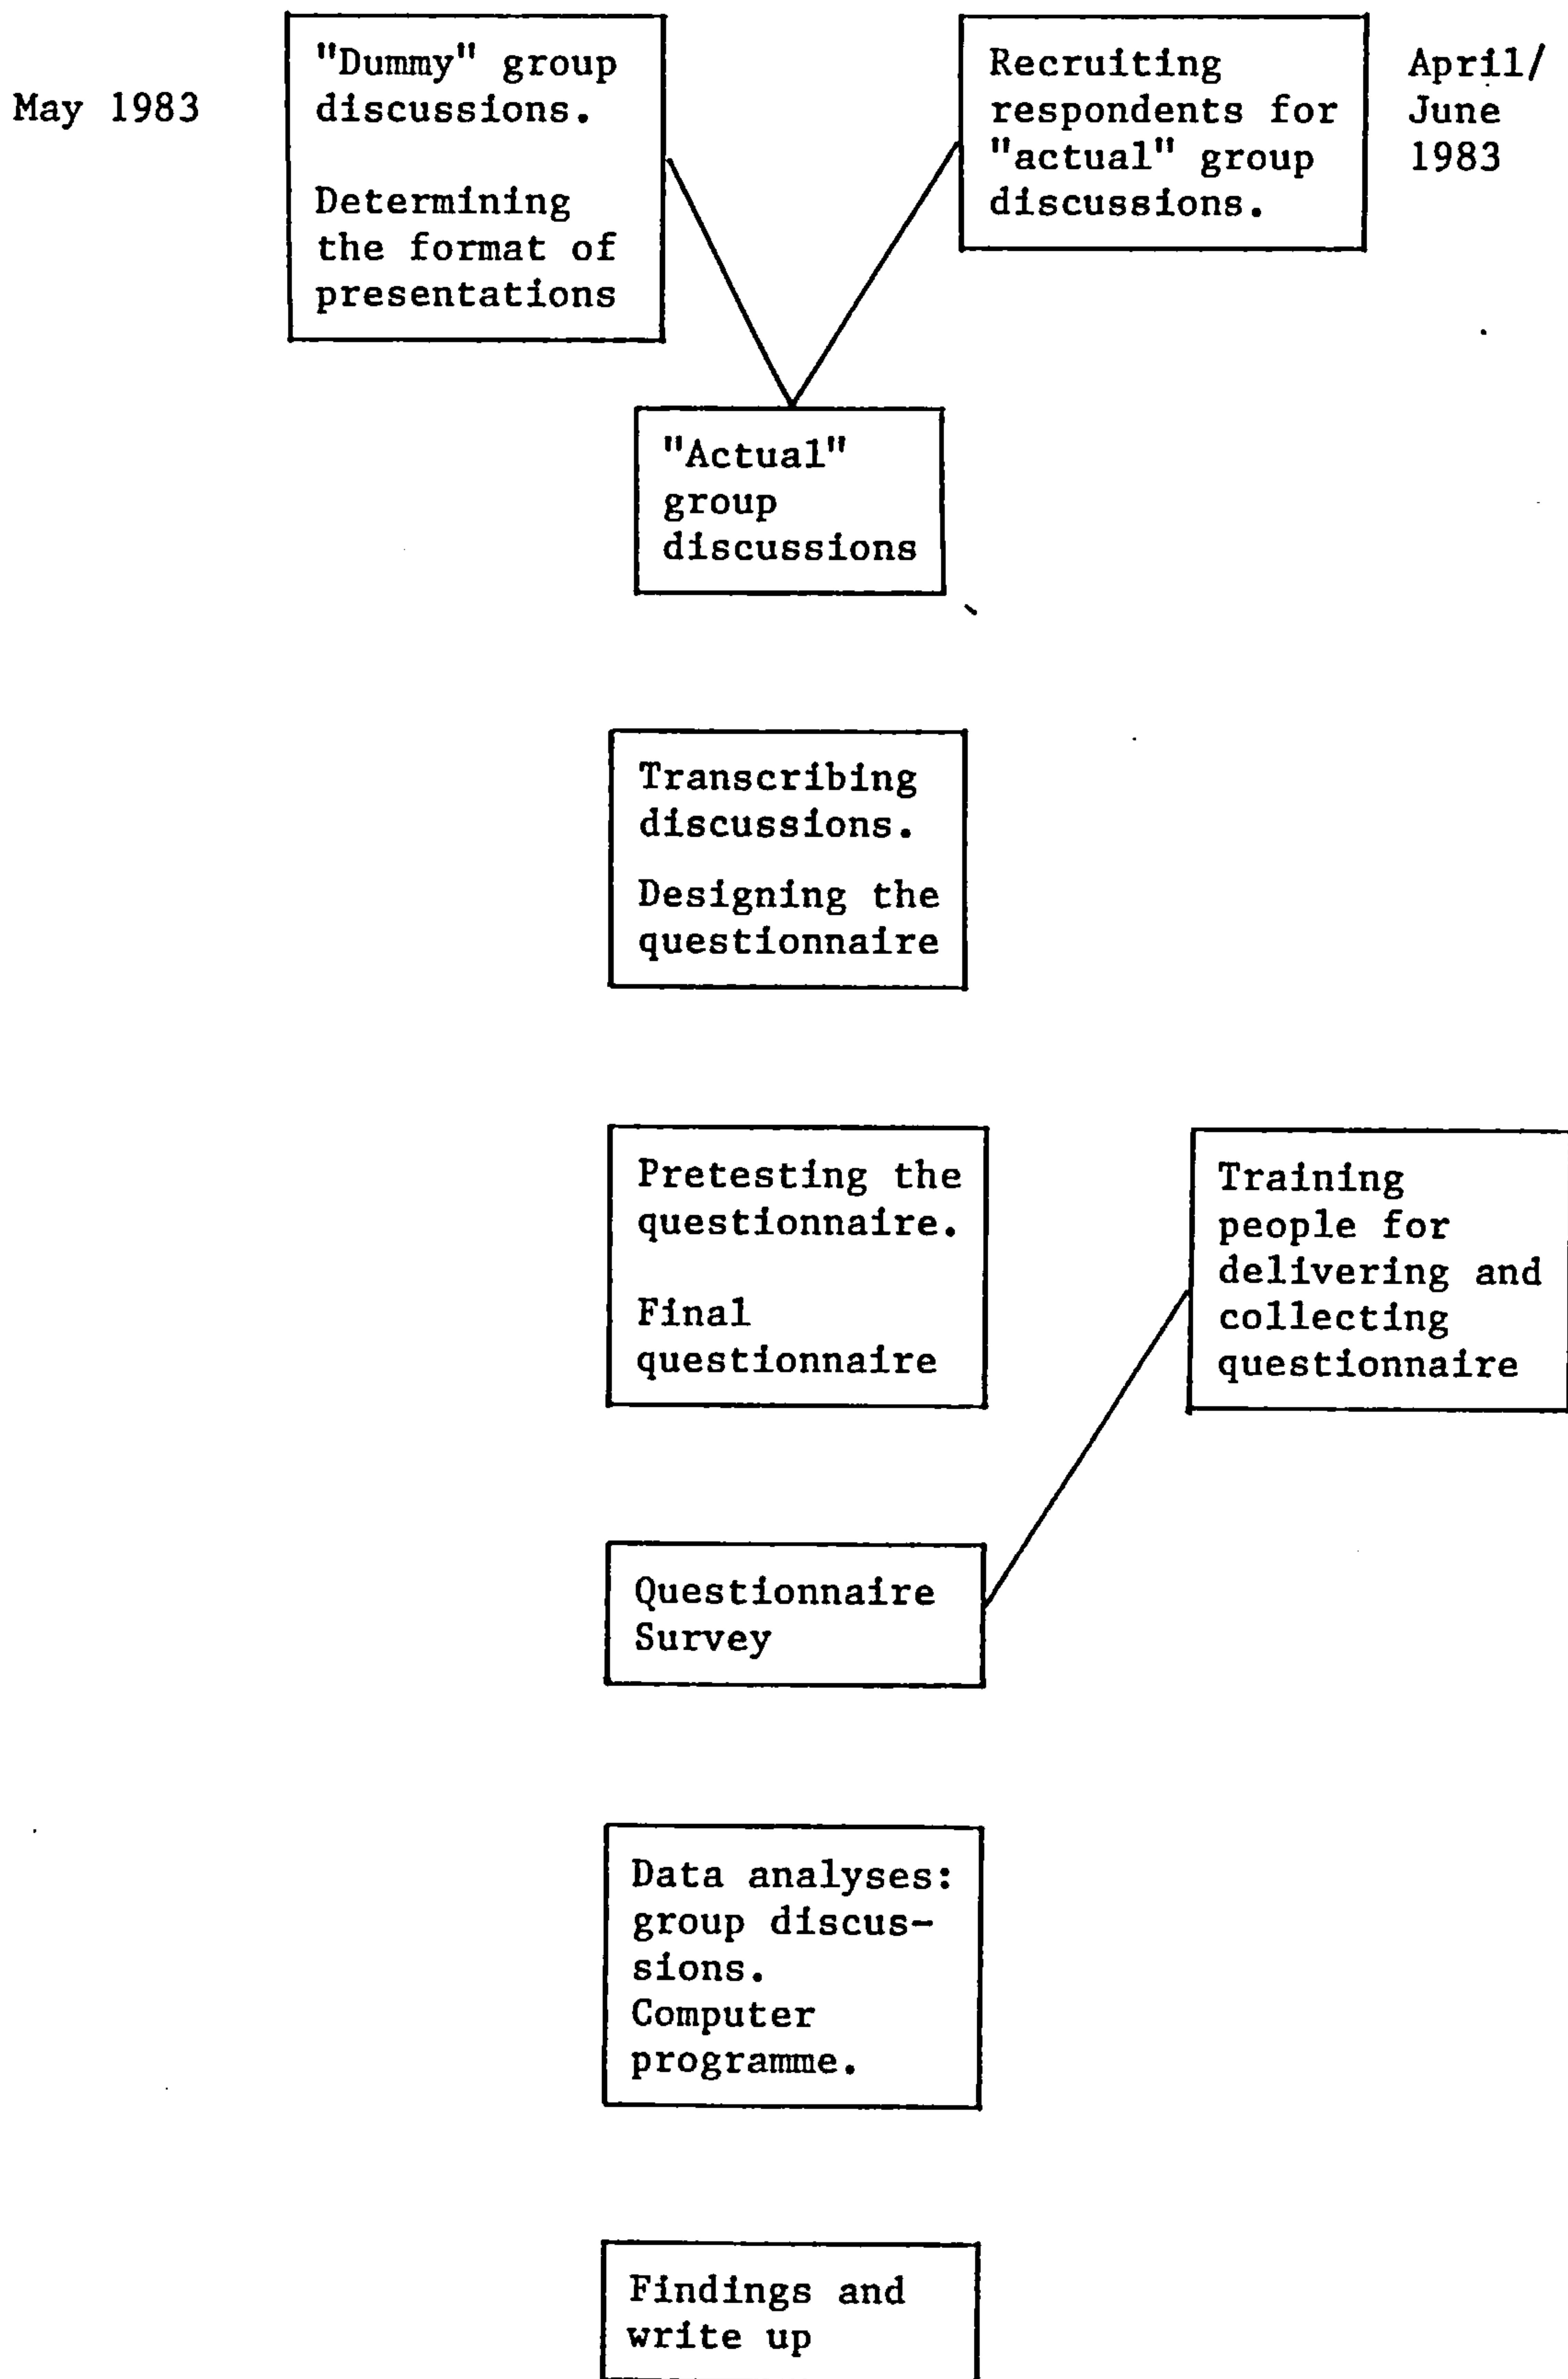 May 1983
"Dummy" group
discussions.
Determining
the format of
presentations
Recruiting
respondents for
"actual" group
discussions.
April/
June
1983
"Actual"
group
discussions
Transcribing
discussions.
Designing the
questionnaire
Pretesting the
questionnaire.
Final
questionnaire
Training
people for
delivering and
collecting
questionnaire
Questionnaire
Survey
Data analyses:
group discus-
sions.
Computer
programme.
Findings and
write up